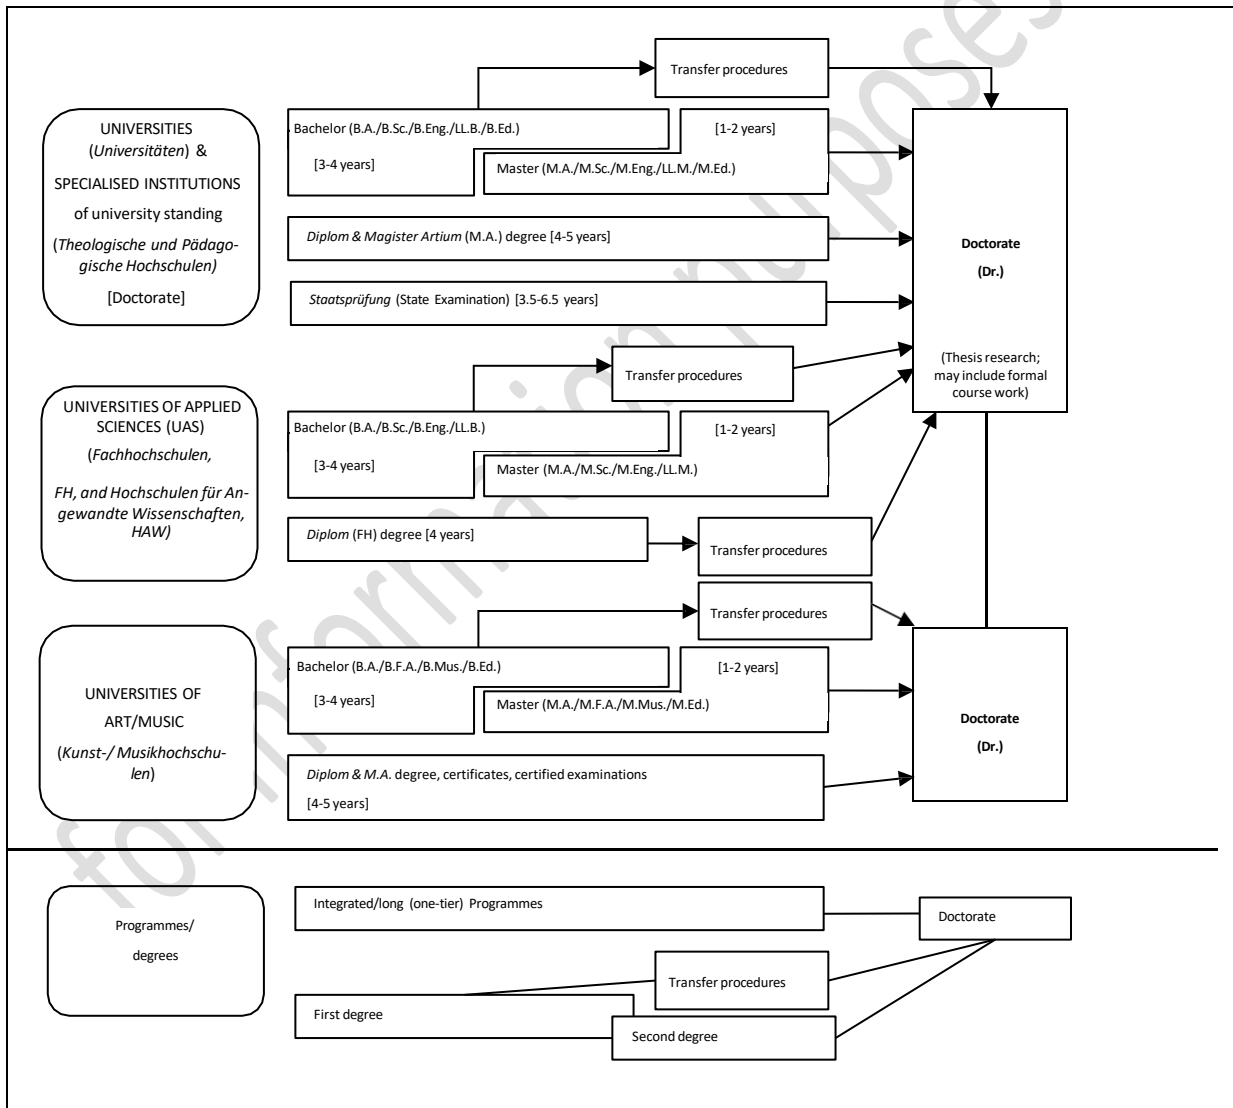 Transfer procedures
UNIVERSITIES
(Universitäten) &
SPECIALISED INSTITUTIONS
of university standing
(Theologische und Pädago-
gische Hochschulen)
[Doctorate]
Bachelor (B.A./B.Sc./B.Eng./LL.B./B.Ed.)
[3-4 years]
[1-2 years]
Master (M.A./M.Sc./M.Eng./LL.M./M.Ed.)
Diplom & Magister Artium (M.A.) degree [4-5 years]
Staatsprüfung (State Examination) [3.5-6.5 years]
Doctorate
(Dr.)
(Thesis research;
may include formal
course work)
UNIVERSITIES OF APPLIED
SCIENCES (UAS)
(Fachhochschulen,
FH, and Hochschulen für An-
gewandte Wissenschaften,
HAW)
Transfer procedures
Bachelor (B.A./B.Sc./B.Eng./LL.B.)
[3-4 years]
[1-2 years]
Master (M.A./M.Sc./M.Eng./LL.M.)
Diplom (FH) degree [4 years]
Transfer procedures
UNIVERSITIES OF
ART/MUSIC
(Kunst-/ Musikhochschu-
len)
Transfer procedures
Bachelor (B.A./B.F.A./B.Mus./B.Ed.)
[3-4 years]
[1-2 years]
Master (M.A./M.F.A./M.Mus./M.Ed.)
Diplom & M.A. degree, certificates, certified examinations
[4-5 years]
Doctorate
(Dr.)
Programmes/
degrees
Integrated/long (one-tier) Programmes
Doctorate
Transfer procedures
First degree
Second degree
for information purposes